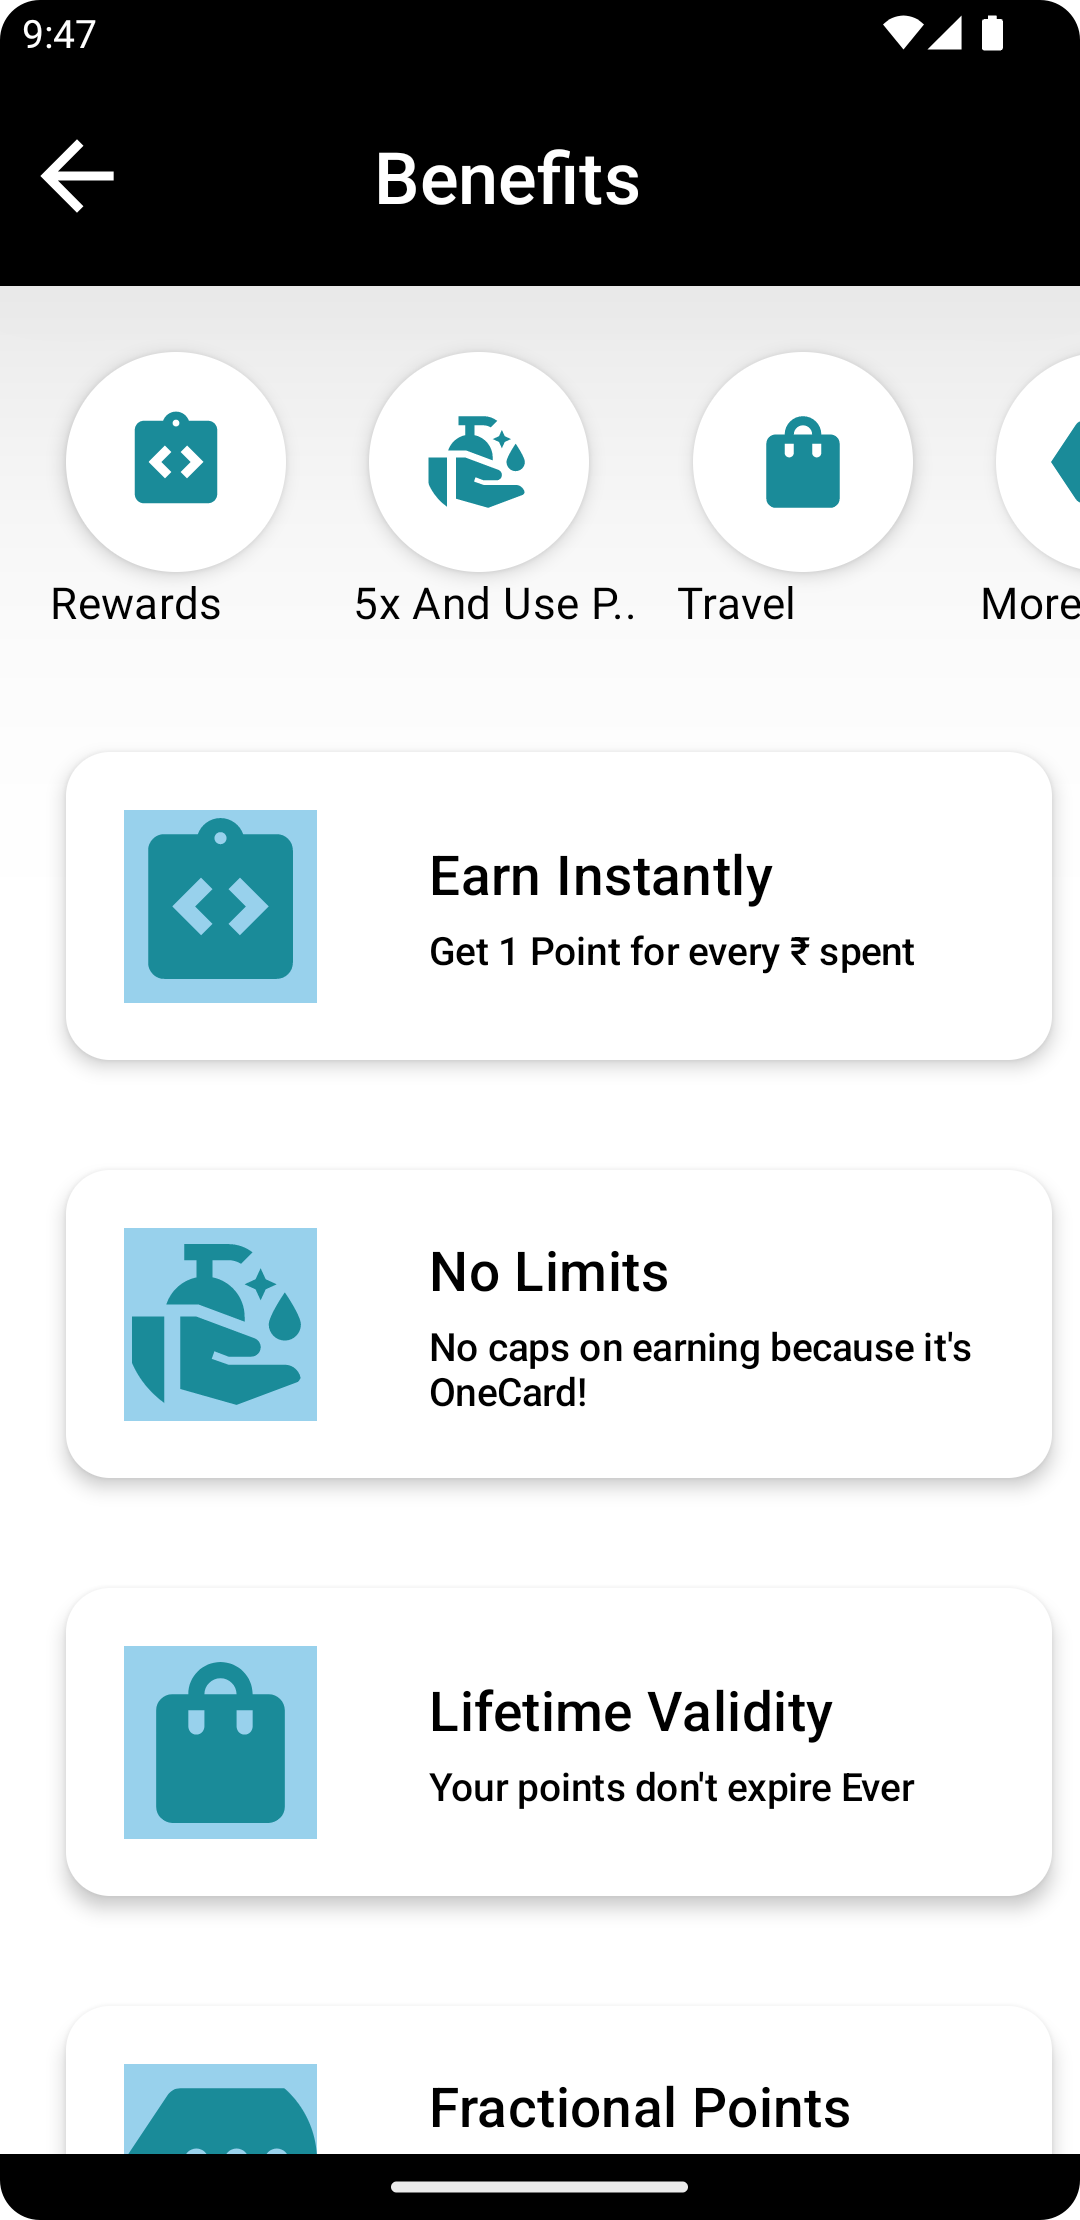 9:47
Benefits
Rewards
5x And Use P..
Travel
More
Earn Instantly
Get 1 Point for every ₹ spent
No Limits
No caps on earning because it's
OneCard!
Lifetime Validity
Your points don't expire Ever
Fractional Points